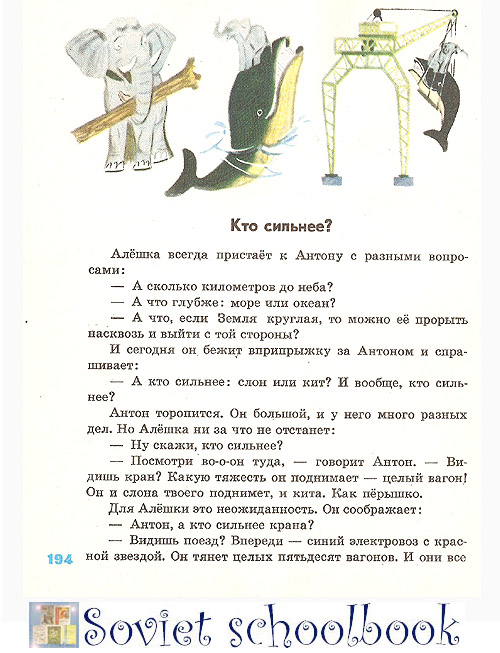 Кто сильнее?
Алёшка всегда пристаёт к Антону с разными вопро-
сами:
— А сколько километров до неба?
— А что глубже: море или океан?
— А что, если Земля круглая, то можно её прорыть
насквозь и выйти с той стороны?
И сегодня он бежит вприпрыжку за Антоном и спра-
шивает:
— А кто сильнее: слон или кит? И вообще, кто силь-
нее?
Антон торопится. Он большой, и у него много разных
дел. Но Алёшка ни за что не отстанет:
— Ну скажи, кто сильнее?
— Посмотри во-о-он туда, — говорит Антон. — Ви-
дишь кран? Какую тяжесть он поднимает — целый вагон!
Он и слона твоего поднимет, и кита. Как пёрышко.
Для Алёшки это неожиданность. Он соображает:
— Антон, а кто сильнее крана?
— Видишь поезд? Впереди — синий электровоз с крас-
ной звездой. Он тянет целых пятьдесят вагонов. И они все
194
Soviet schoolbook